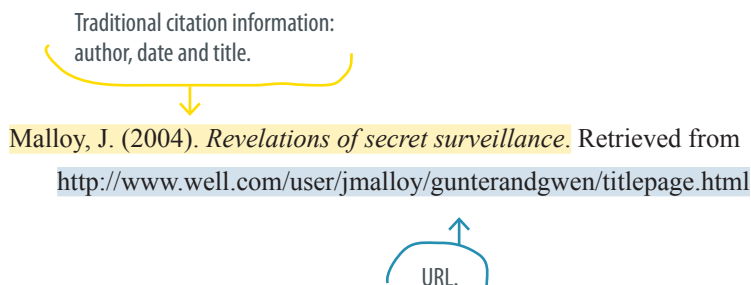 Traditional citation information:
author, date and title.
Malloy, J. (2004). Revelations of secret surveillance. Retrieved from
http://www.well.com/user/jmalloy/gunterandgwen/titlepage.html
URL.